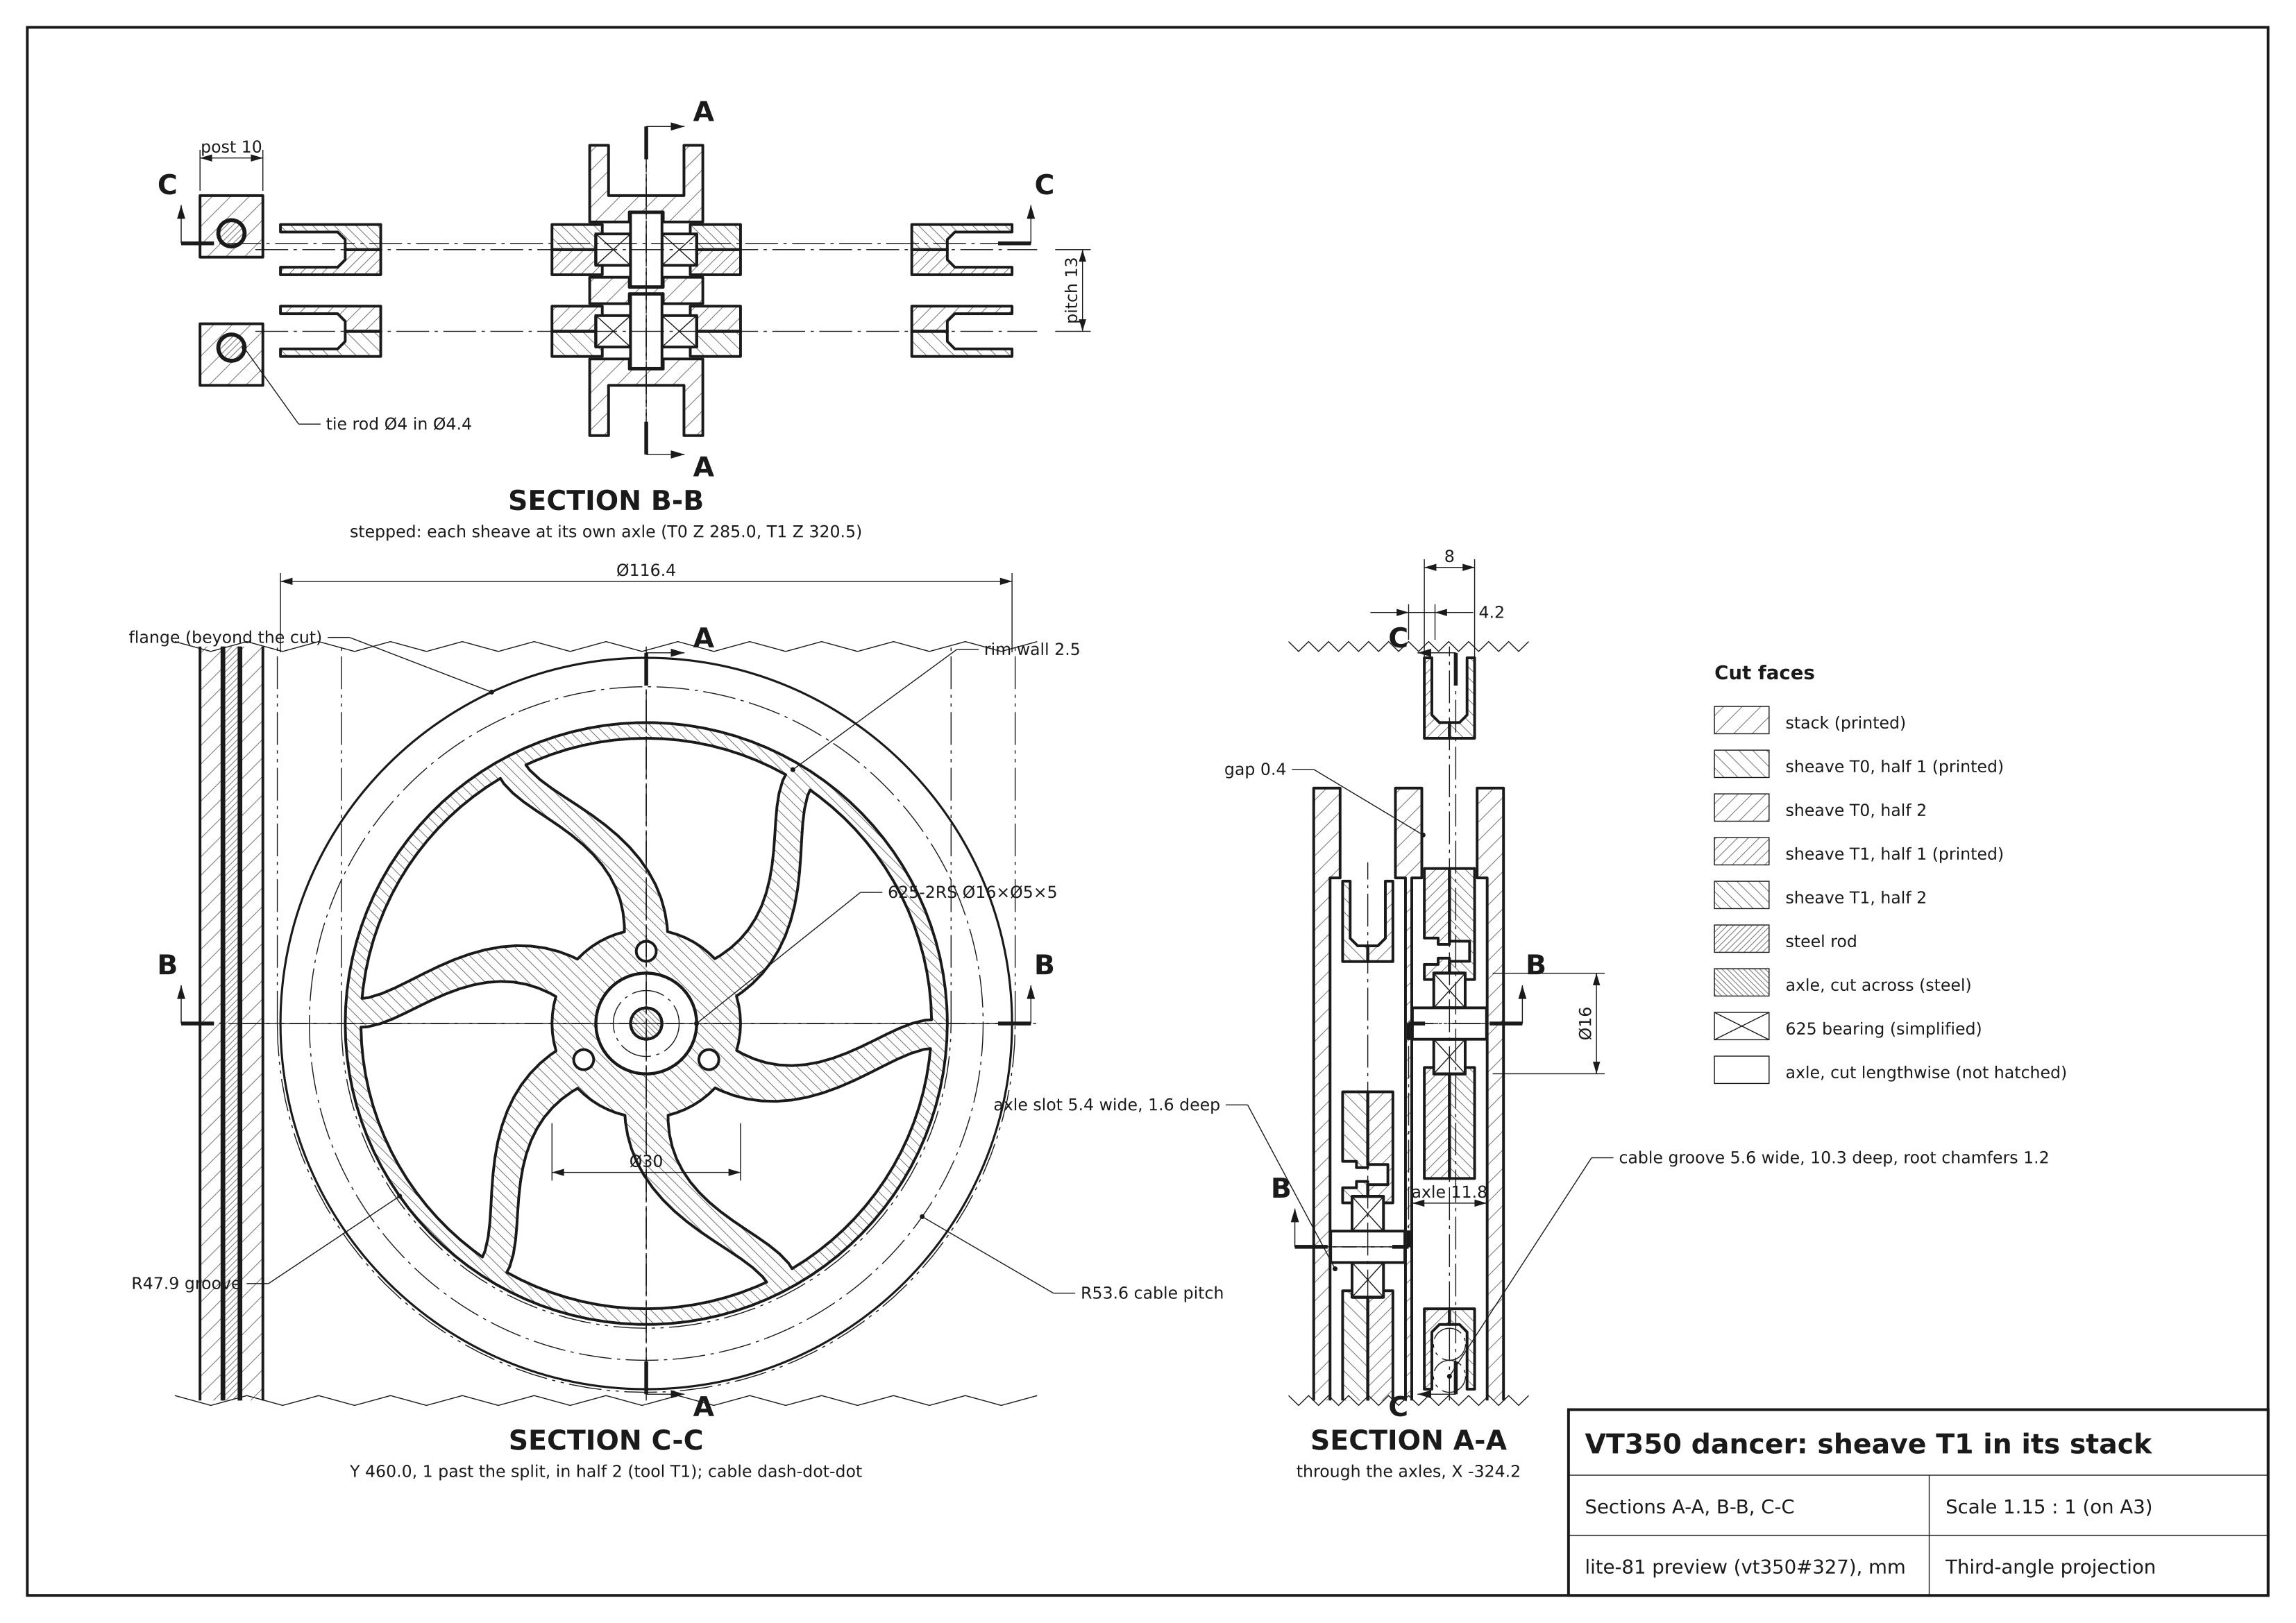 A
post 10
C
C
pitch 13
tie rod Ø4 in Ø4.4
A
SECTION B-B
stepped: each sheave at its own axle (T0 Z 285.0, T1 Z 320.5)
Ø116.4
8
4.2
flange (beyond the cut)
A
rim wall 2.5
C
gap 0.4
Cut faces
stack (printed)
sheave T0, half 1 (printed)
sheave T0, half 2
sheave T1, half 1 (printed)
sheave T1, half 2
steel rod
axle, cut across (steel)
625 bearing (simplified)
axle, cut lengthwise (not hatched)
625-2RS Ø16×Ø5×5
B
B
B
Ø16
axle slot 5.4 wide, 1.6 deep
cable groove 5.6 wide, 10.3 deep, root chamfers 1.2
Ø30
B
axle 11.8
R47.9 groove
R53.6 cable pitch
A
C
SECTION C-C
Y 460.0, 1 past the split, in half 2 (tool T1); cable dash-dot-dot
SECTION A-A
through the axles, X -324.2
VT350 dancer: sheave T1 in its stack
Sections A-A, B-B, C-C
Scale 1.15 : 1 (on A3)
lite-81 preview (vt350#327), mm
Third-angle projection